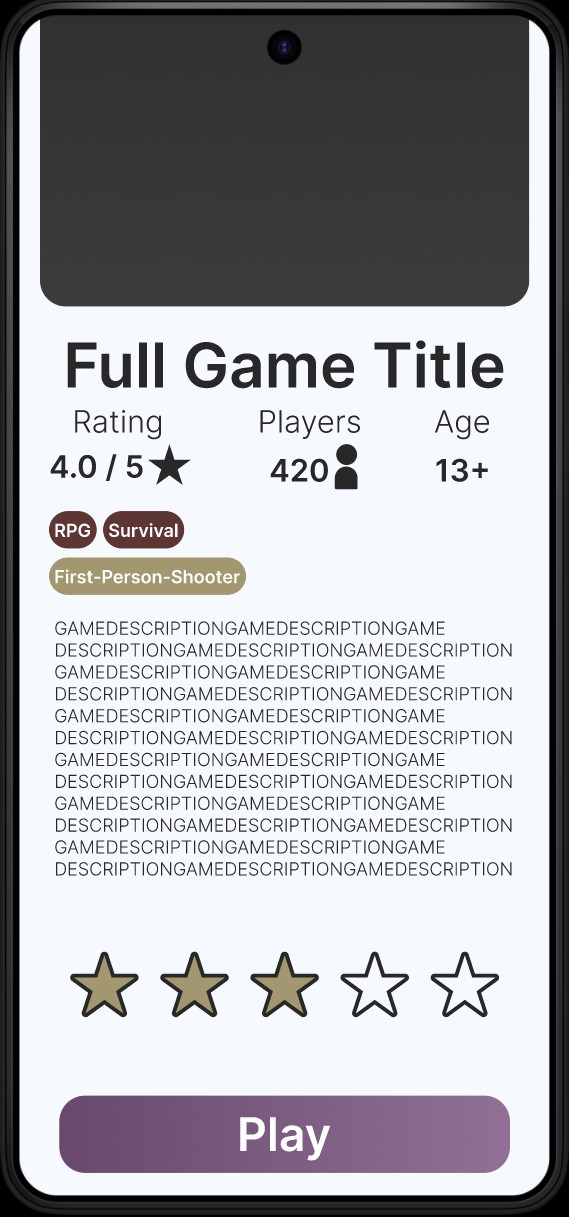 Full Game Title
Rating Players Age
4.0 / 5 420 13+
RPG Survival
First-Person-Shooter
GAMEDESCRIPTIONGAMEDESCRIPTIONGAME
DESCRIPTIONGAMEDESCRIPTIONGAMEDESCRIPTION
GAMEDESCRIPTIONGAMEDESCRIPTIONGAME
DESCRIPTIONGAMEDESCRIPTIONGAMEDESCRIPTION
GAMEDESCRIPTIONGAMEDESCRIPTIONGAME
DESCRIPTIONGAMEDESCRIPTIONGAMEDESCRIPTION
GAMEDESCRIPTIONGAMEDESCRIPTIONGAME
DESCRIPTIONGAMEDESCRIPTIONGAMEDESCRIPTION
GAMEDESCRIPTIONGAMEDESCRIPTIONGAME
DESCRIPTIONGAMEDESCRIPTIONGAMEDESCRIPTION
GAMEDESCRIPTIONGAMEDESCRIPTIONGAME
DESCRIPTIONGAMEDESCRIPTIONGAMEDESCRIPTION
Play